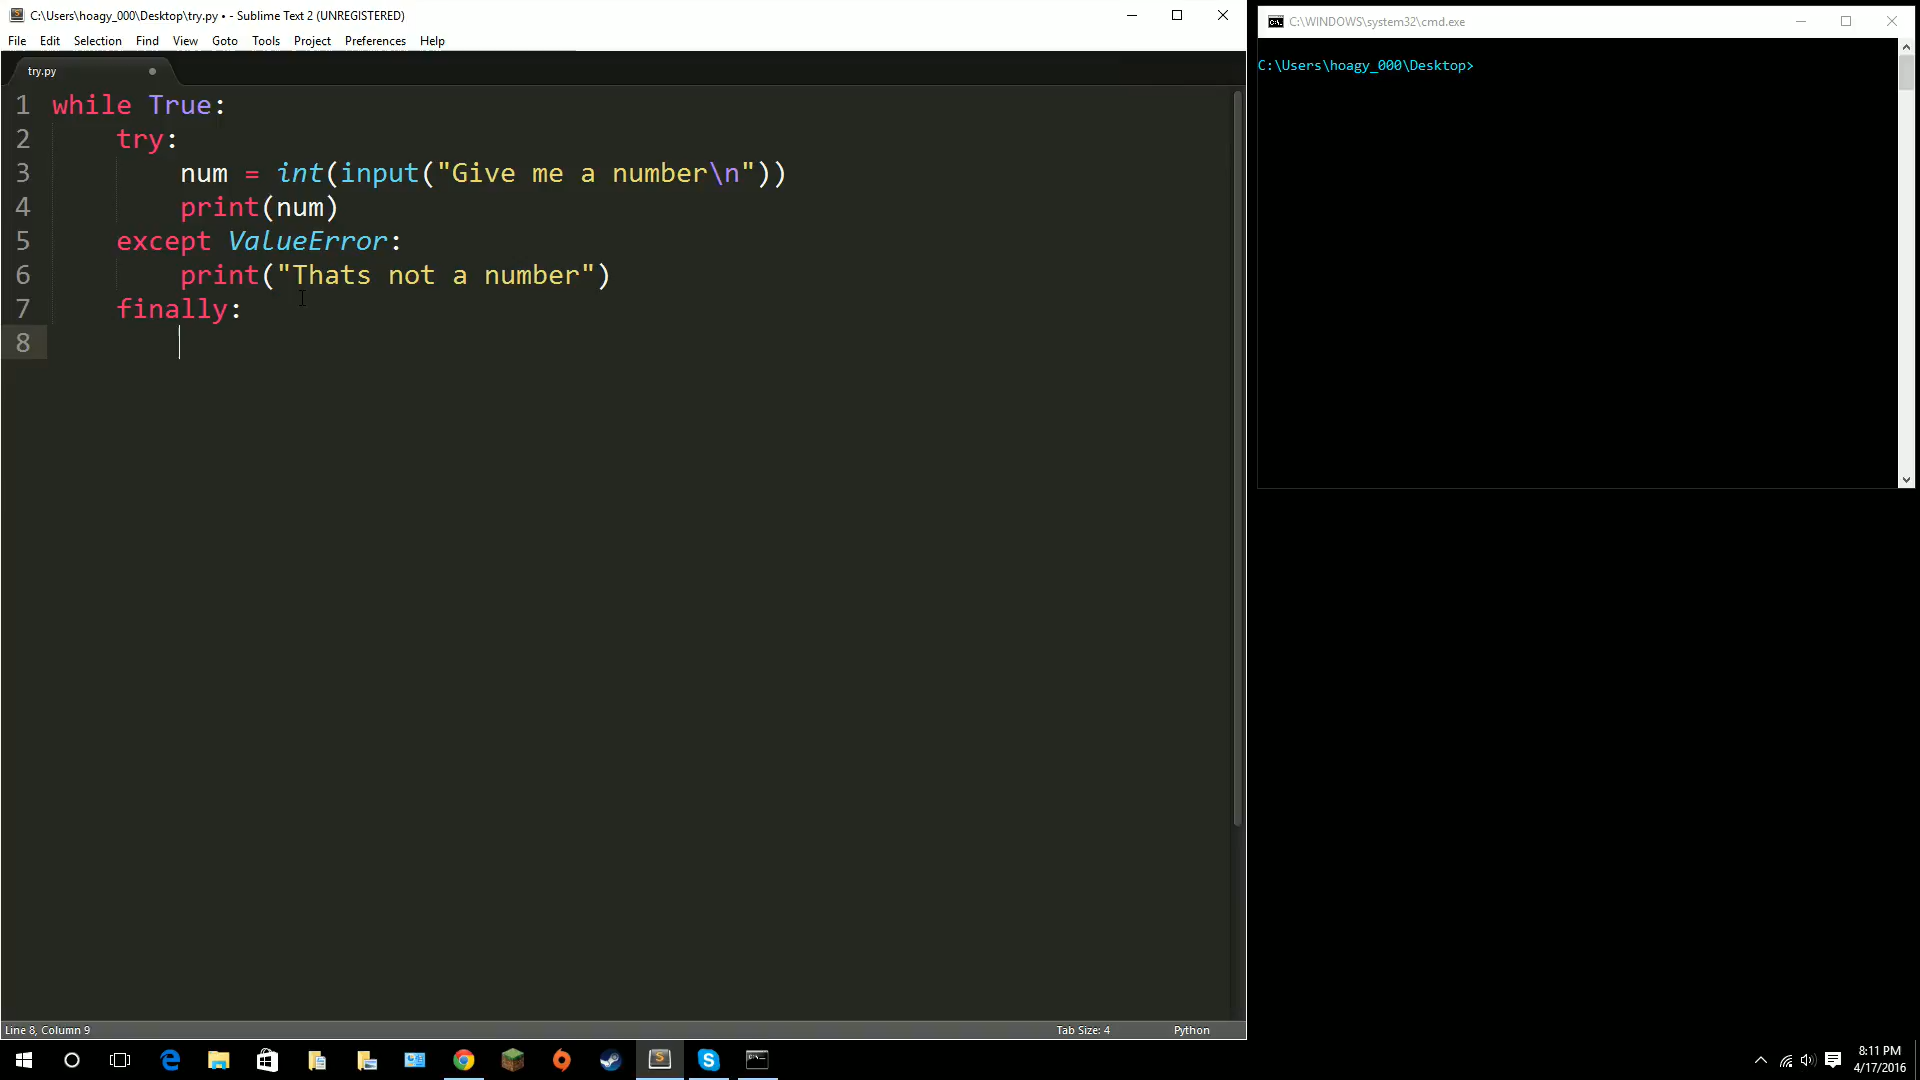 C:\Users\hoagy_000\Desktop\try.py • - Sublime Text 2 (UNREGISTERED)
File Edit Selection Find View Goto Tools Project Preferences Help
try.py
1 while True:
2 try:
3 num = int(input("Give me a number\n"))
4 print(num)
5 except ValueError:
6 print("Thats not a number")
7 finally:
8
Line 8, Column 9
Tab Size: 4
Python
C:\WINDOWS\system32\cmd.exe
C:\Users\hoagy_000\Desktop>
8:11 PM
4/17/2016